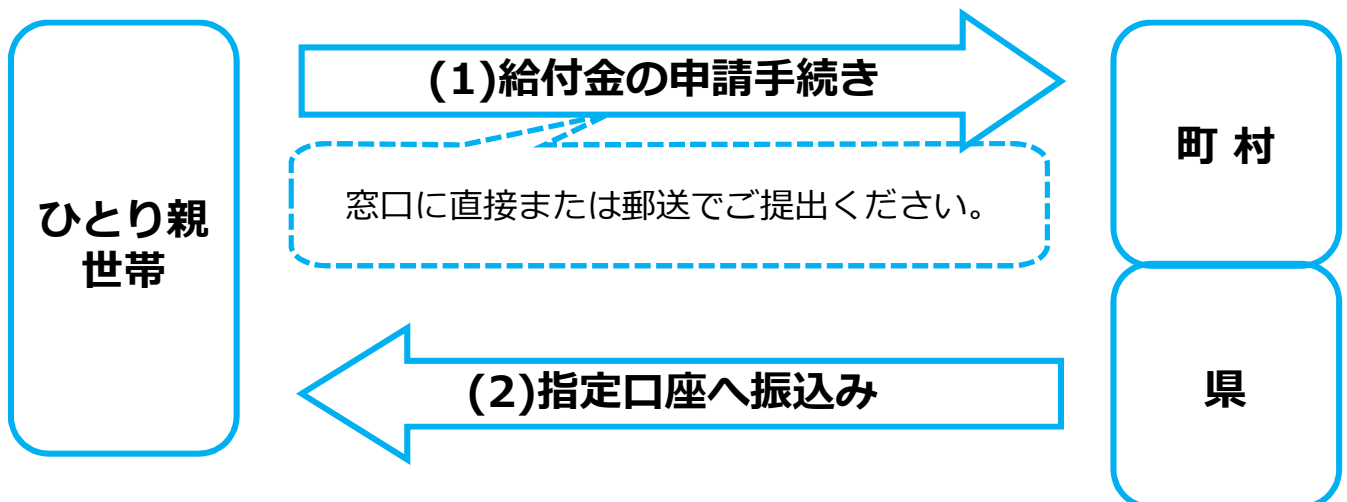 ひとり親
世帯
(1)給付金の申請手続き
窓口に直接または郵送でご提出ください。
(2)指定口座へ振込み
町 村
県